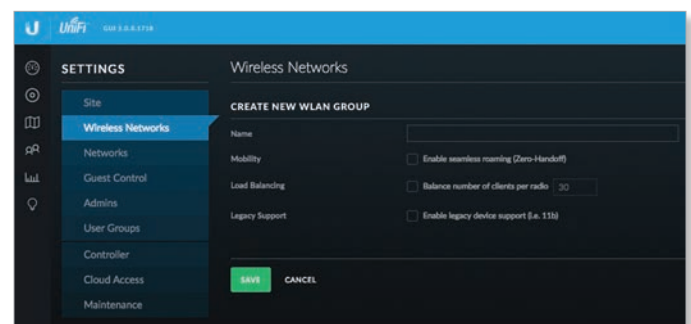 UniFi
SETTINGS
Wireless Networks
Site
Wireless Networks
Networks
Guest Control
Admins
User Groups
Controller
Cloud Access
Maintenance
CREATE NEW WLAN GROUP
Name
Mobility
Enable seamless roaming (Zero-Handoff)
Load Balancing
Balance number of clients per radio 30
Legacy Support
Enable legacy device support (i.e. 11b)
SAVE CANCEL